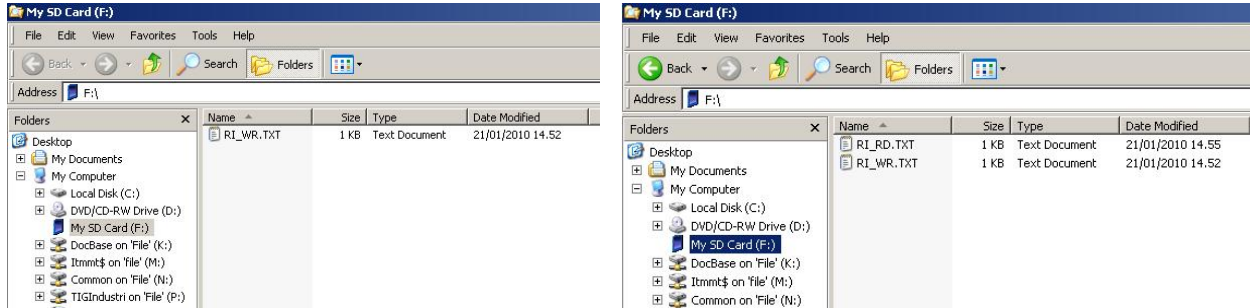 My SD Card (F:)
File Edit View Favorites Tools Help
Back Search Folders
Address F:\
Folders x
Desktop
My Documents
My Computer
Local Disk (C:)
DVD/CD-RW Drive (D:)
My SD Card (F:)
DocBase on 'File' (K:)
Itmmt$ on 'file' (M:)
Common on 'File' (N:)
TIGIndustri on 'File' (P:)
Name Size Type Date Modified
RI_WR.TXT 1 KB Text Document 21/01/2010 14.52
My SD Card (F:)
File Edit View Favorites Tools Help
Back Search Folders
Address F:\
Folders x
Desktop
My Documents
My Computer
Local Disk (C:)
DVD/CD-RW Drive (D:)
My SD Card (F:)
DocBase on 'File' (K:)
Itmmt$ on 'file' (M:)
Common on 'File' (N:)
Name Size Type Date Modified
RI_RD.TXT 1 KB Text Document 21/01/2010 14.55
RI_WR.TXT 1 KB Text Document 21/01/2010 14.52